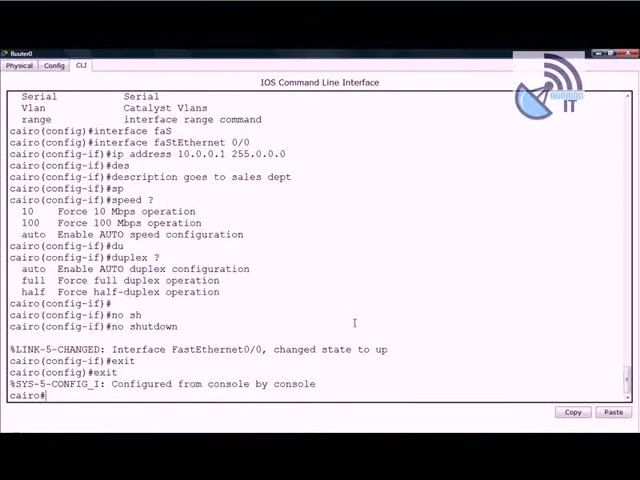 Router0
Physical Config CLI
IT
IOS Command Line Interface
Serial Serial
Vlan Catalyst Vlans
range interface range command
cairo(config)#interface faS
cairo(config)#interface faStEthernet 0/0
cairo(config-if)#ip address 10.0.0.1 255.0.0.0
cairo(config-if)#des
cairo(config-if)#description goes to sales dept
cairo(config-if)#sp
cairo(config-if)#speed ?
10 Force 10 Mbps operation
100 Force 100 Mbps operation
auto Enable AUTO speed configuration
cairo(config-if)#du
cairo(config-if)#duplex ?
auto Enable AUTO duplex configuration
full Force full duplex operation
half Force half-duplex operation
cairo(config-if)#
cairo(config-if)#no sh
cairo(config-if)#no shutdown
%LINK-5-CHANGED: Interface FastEthernet0/0, changed state to up
cairo(config-if)#exit
cairo(config)#exit
%SYS-5-CONFIG_I: Configured from console by console
cairo#
Copy Paste